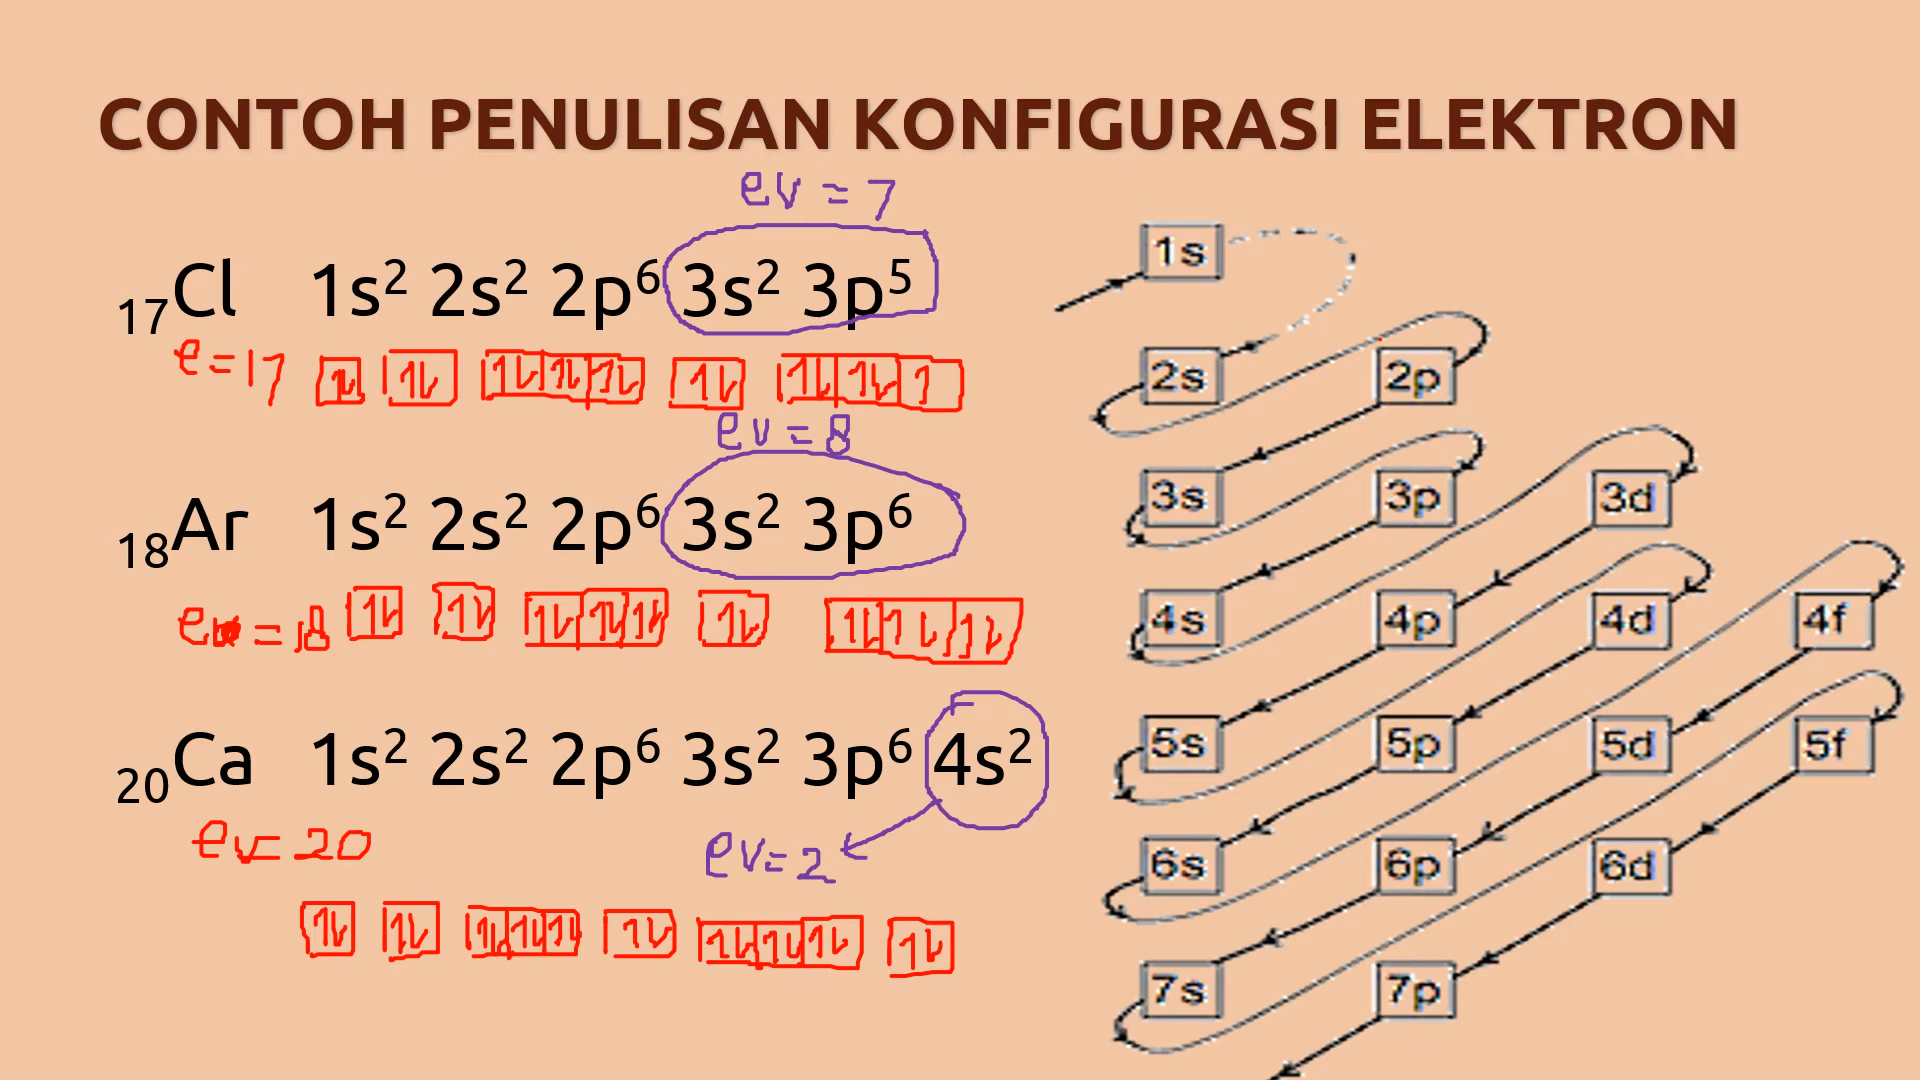 CONTOH PENULISAN KONFIGURASI ELEKTRON
ev = 7
₁₇Cl 1s² 2s² 2p⁶ 3s² 3p⁵
e=17
ev = 8
₁₈Ar 1s² 2s² 2p⁶ 3s² 3p⁶
= 18
₂₀Ca 1s² 2s² 2p⁶ 3s² 3p⁶ 4s²
ev= 20
ev=2
1s
2s 2p
3s 3p 3d
4s 4p 4d 4f
5s 5p 5d 5f
6s 6p 6d
7s 7p